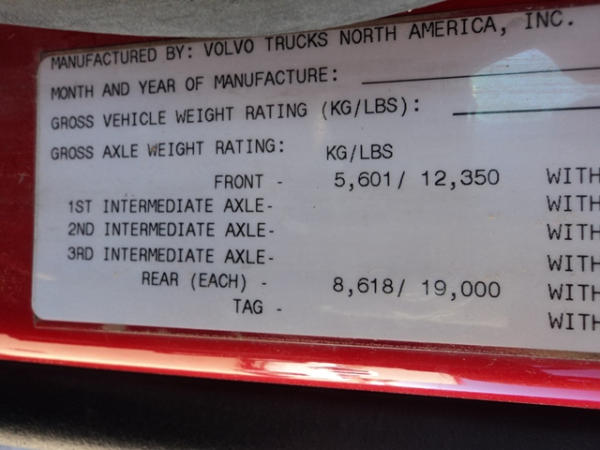 MANUFACTURED BY: VOLVO TRUCKS NORTH AMERICA, INC.
MONTH AND YEAR OF MANUFACTURE:
GROSS VEHICLE WEIGHT RATING (KG/LBS):
GROSS AXLE WEIGHT RATING: KG/LBS
FRONT - 5,601/ 12,350 WITH
1ST INTERMEDIATE AXLE- WITH
2ND INTERMEDIATE AXLE- WITH
3RD INTERMEDIATE AXLE- WITH
REAR (EACH) - 8,618/ 19,000 WITH
TAG - WITH